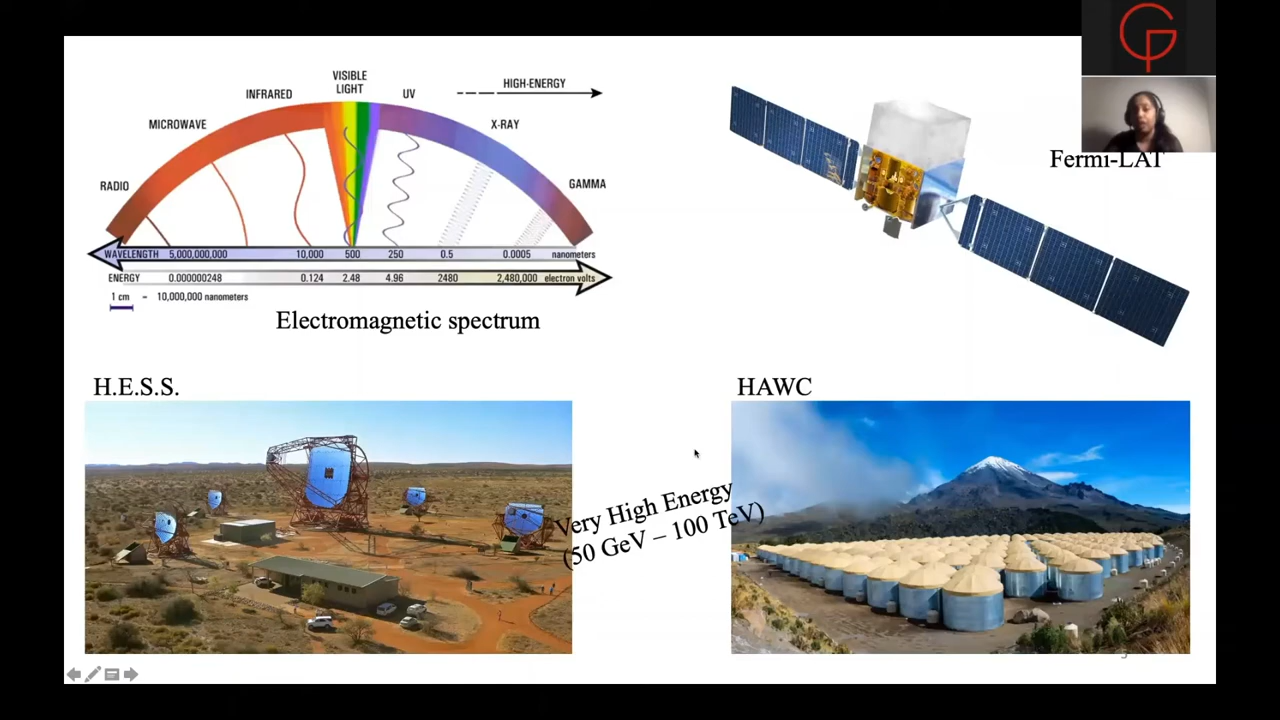 VISIBLE
LIGHT
INFRARED
UV
HIGH-ENERGY
MICROWAVE
X-RAY
RADIO
GAMMA
WAVELENGTH 5,000,000,000 10,000 500 250 0.5 0.0005 nanometers
ENERGY 0.000000248 0.124 2.48 4.96 2480 2,480,000 electron volts
1 cm = 10,000,000 nanometers
Electromagnetic spectrum
Fermi-LAT
H.E.S.S.
HAWC
Very High Energy
(50 GeV – 100 TeV)